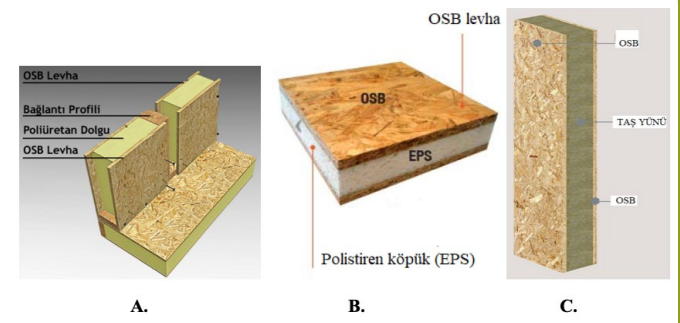 OSB Levha
Bağlantı Profili
Poliüretan Dolgu
OSB Levha
OSB levha
OSB
EPS
Polistiren köpük (EPS)
OSB
TAŞ YÜNÜ
OSB
A.
B.
C.